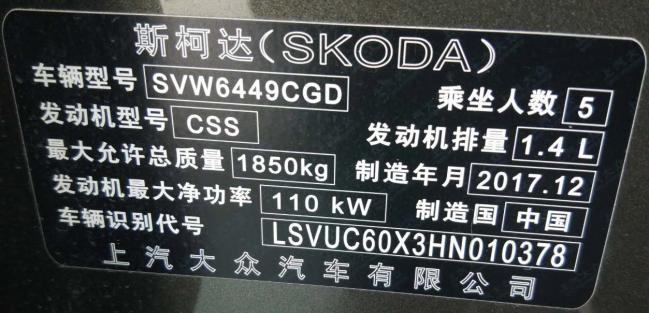 斯柯达(SKODA)
车辆型号 SVW6449CGD 乘坐人数 5
发动机型号 CSS 发动机排量 1.4 L
最大允许总质量 1850kg 制造年月 2017.12
发动机最大净功率 110 kW 制造国 中国
车辆识别代号 LSVUC60X3HN010378
上汽大众汽车有限公司